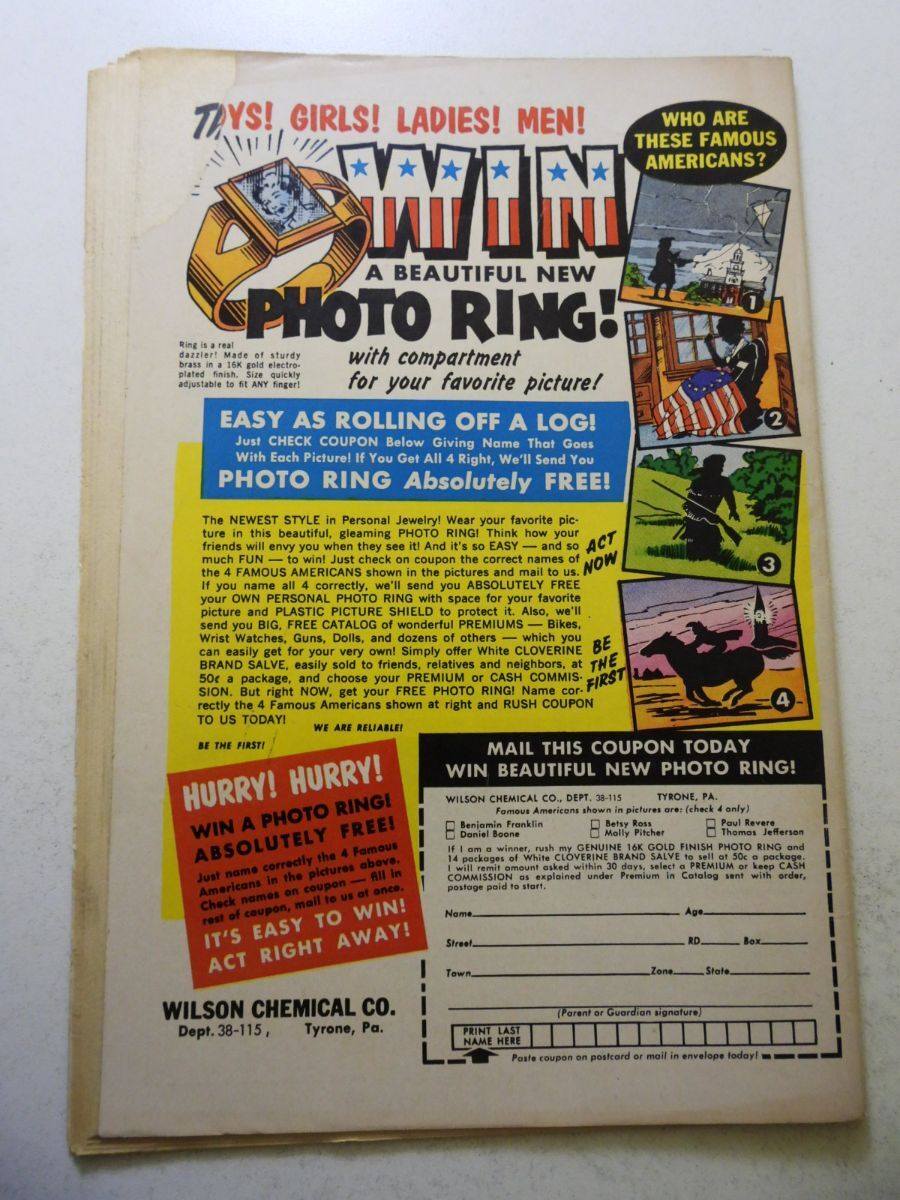 BOYS! GIRLS! LADIES! MEN!
WIN
A BEAUTIFUL NEW
PHOTO RING!
with compartment
for your favorite picture!
Ring is a real
dazzler! Made of sturdy
brass in a 16K gold electro-
plated finish. Size quickly
adjustable to fit ANY finger!
WHO ARE
THESE FAMOUS
AMERICANS?
1
2
3
4
EASY AS ROLLING OFF A LOG!
Just CHECK COUPON Below Giving Name That Goes
With Each Picture! If You Get All 4 Right, We'll Send You
PHOTO RING Absolutely FREE!
The NEWEST STYLE in Personal Jewelry! Wear your favorite pic-
ture in this beautiful, gleaming PHOTO RING! Think how your
friends will envy you when they see it! And it's so EASY — and so
much FUN — to win! Just check on coupon the correct names of
the 4 FAMOUS AMERICANS shown in the pictures and mail to us.
If you name all 4 correctly, we'll send you ABSOLUTELY FREE
your OWN PERSONAL PHOTO RING with space for your favorite
picture and PLASTIC PICTURE SHIELD to protect it. Also, we'll
send you BIG, FREE CATALOG of wonderful PREMIUMS — Bikes,
Wrist Watches, Guns, Dolls, and dozens of others — which you
can easily get for your very own! Simply offer White CLOVERINE
BRAND SALVE, easily sold to friends, relatives and neighbors, at
50¢ a package, and choose your PREMIUM or CASH COMMIS-
SION. But right NOW, get your FREE PHOTO RING! Name cor-
rectly the 4 Famous Americans shown at right and RUSH COUPON
TO US TODAY!
WE ARE RELIABLE!
BE THE FIRST!
ACT
NOW
BE
THE
FIRST
HURRY! HURRY!
WIN A PHOTO RING!
ABSOLUTELY FREE!
Just name correctly the 4 Famous
Americans in the pictures above.
Check names on coupon — fill in
rest of coupon, mail to us at once.
IT'S EASY TO WIN!
ACT RIGHT AWAY!
WILSON CHEMICAL CO.
Dept. 38-115, Tyrone, Pa.
MAIL THIS COUPON TODAY
WIN BEAUTIFUL NEW PHOTO RING!
WILSON CHEMICAL CO., DEPT. 38-115 TYRONE, PA.
Famous Americans shown in pictures are: (check 4 only)
Benjamin Franklin Betsy Ross Paul Revere
Daniel Boone Molly Pitcher Thomas Jefferson
If I am a winner, rush my GENUINE 16K GOLD FINISH PHOTO RING and
14 packages of White CLOVERINE BRAND SALVE to sell at 50c a package.
I will remit amount asked within 30 days, select a PREMIUM or keep CASH
COMMISSION as explained under Premium in Catalog sent with order,
postage paid to start.
Name Age
Street RD Box
Town Zone State
(Parent or Guardian signature)
PRINT LAST
NAME HERE
Paste coupon on postcard or mail in envelope today!